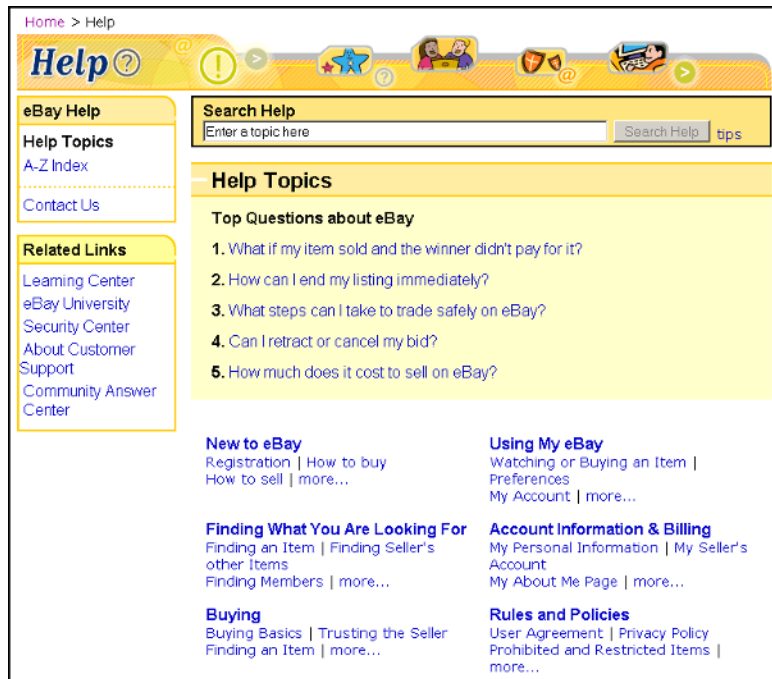 Home > Help
Help ?
eBay Help
Help Topics
A-Z Index
Contact Us
Related Links
Learning Center
eBay University
Security Center
About Customer
Support
Community Answer
Center
Search Help
Enter a topic here
Search Help
tips
Help Topics
Top Questions about eBay
1. What if my item sold and the winner didn't pay for it?
2. How can I end my listing immediately?
3. What steps can I take to trade safely on eBay?
4. Can I retract or cancel my bid?
5. How much does it cost to sell on eBay?
New to eBay
Registration | How to buy
How to sell | more...
Using My eBay
Watching or Buying an Item |
Preferences
My Account | more...
Finding What You Are Looking For
Finding an Item | Finding Seller's
other Items
Finding Members | more...
Account Information & Billing
My Personal Information | My Seller's
Account
My About Me Page | more...
Buying
Buying Basics | Trusting the Seller
Finding an Item | more...
Rules and Policies
User Agreement | Privacy Policy
Prohibited and Restricted Items |
more...